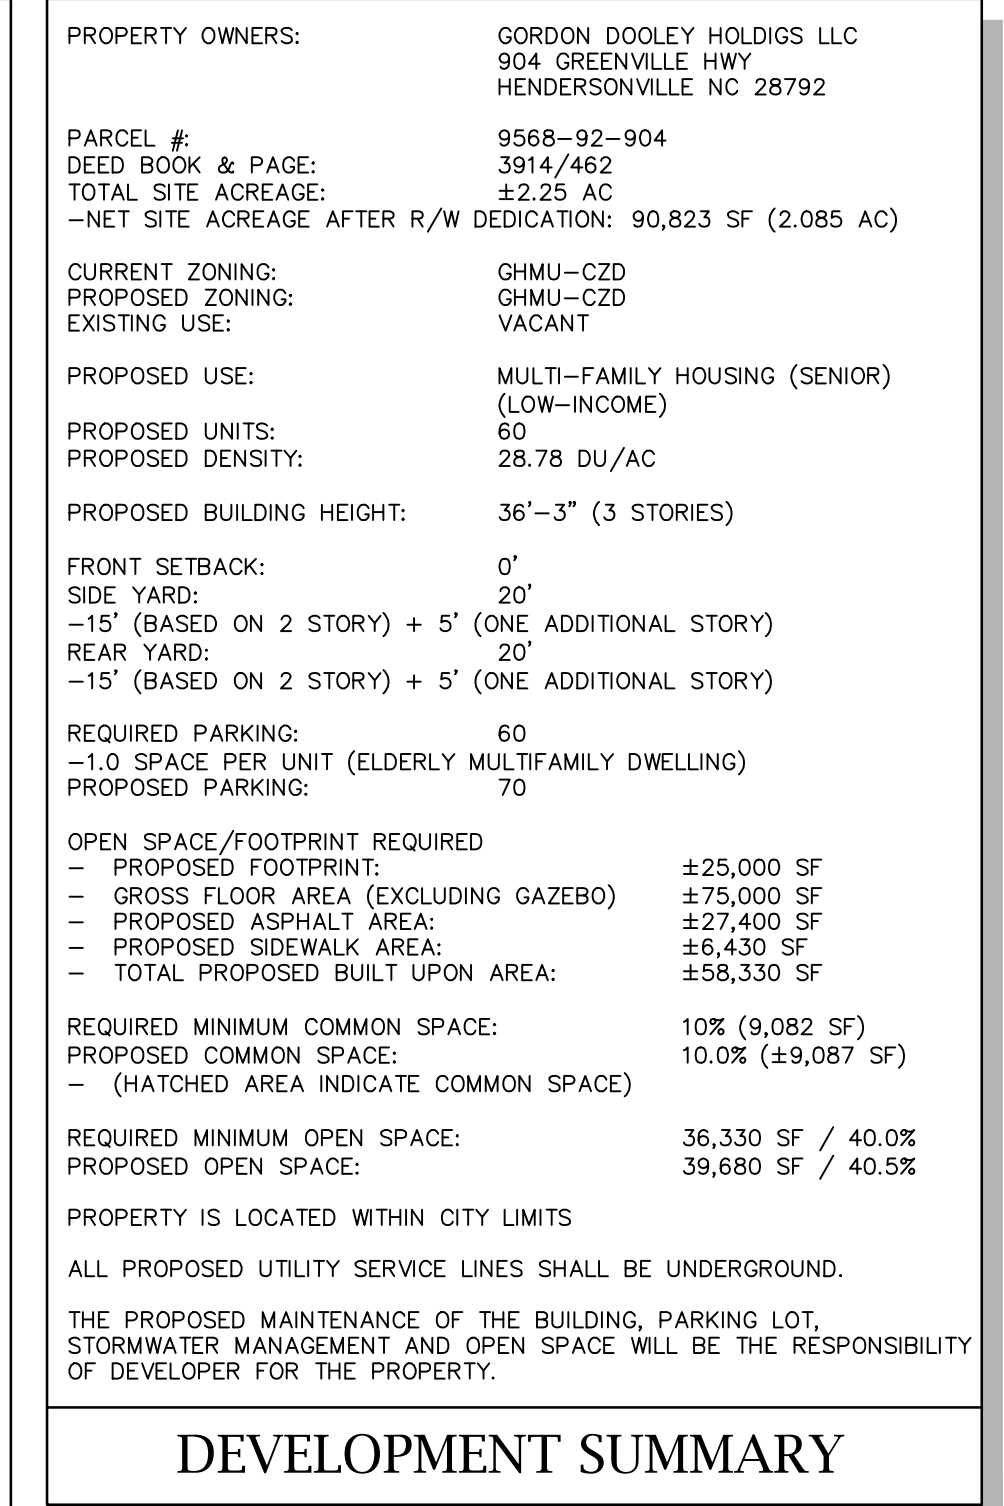 PROPERTY OWNERS: GORDON DOOLEY HOLDIGS LLC
904 GREENVILLE HWY
HENDERSONVILLE NC 28792
PARCEL #: 9568-92-904
DEED BOOK & PAGE: 3914/462
TOTAL SITE ACREAGE: ±2.25 AC
-NET SITE ACREAGE AFTER R/W DEDICATION: 90,823 SF (2.085 AC)
CURRENT ZONING: GHMU-CZD
PROPOSED ZONING: GHMU-CZD
EXISTING USE: VACANT
PROPOSED USE: MULTI-FAMILY HOUSING (SENIOR)
(LOW-INCOME)
PROPOSED UNITS: 60
PROPOSED DENSITY: 28.78 DU/AC
PROPOSED BUILDING HEIGHT: 36'-3" (3 STORIES)
FRONT SETBACK: 0'
SIDE YARD: 20'
-15' (BASED ON 2 STORY) + 5' (ONE ADDITIONAL STORY)
REAR YARD: 20'
-15' (BASED ON 2 STORY) + 5' (ONE ADDITIONAL STORY)
REQUIRED PARKING: 60
-1.0 SPACE PER UNIT (ELDERLY MULTIFAMILY DWELLING)
PROPOSED PARKING: 70
OPEN SPACE/FOOTPRINT REQUIRED
- PROPOSED FOOTPRINT: ±25,000 SF
- GROSS FLOOR AREA (EXCLUDING GAZEBO) ±75,000 SF
- PROPOSED ASPHALT AREA: ±27,400 SF
- PROPOSED SIDEWALK AREA: ±6,430 SF
- TOTAL PROPOSED BUILT UPON AREA: ±58,330 SF
REQUIRED MINIMUM COMMON SPACE: 10% (9,082 SF)
PROPOSED COMMON SPACE: 10.0% (±9,087 SF)
- (HATCHED AREA INDICATE COMMON SPACE)
REQUIRED MINIMUM OPEN SPACE: 36,330 SF / 40.0%
PROPOSED OPEN SPACE: 39,680 SF / 40.5%
PROPERTY IS LOCATED WITHIN CITY LIMITS
ALL PROPOSED UTILITY SERVICE LINES SHALL BE UNDERGROUND.
THE PROPOSED MAINTENANCE OF THE BUILDING, PARKING LOT,
STORMWATER MANAGEMENT AND OPEN SPACE WILL BE THE RESPONSIBILITY
OF DEVELOPER FOR THE PROPERTY.
DEVELOPMENT SUMMARY